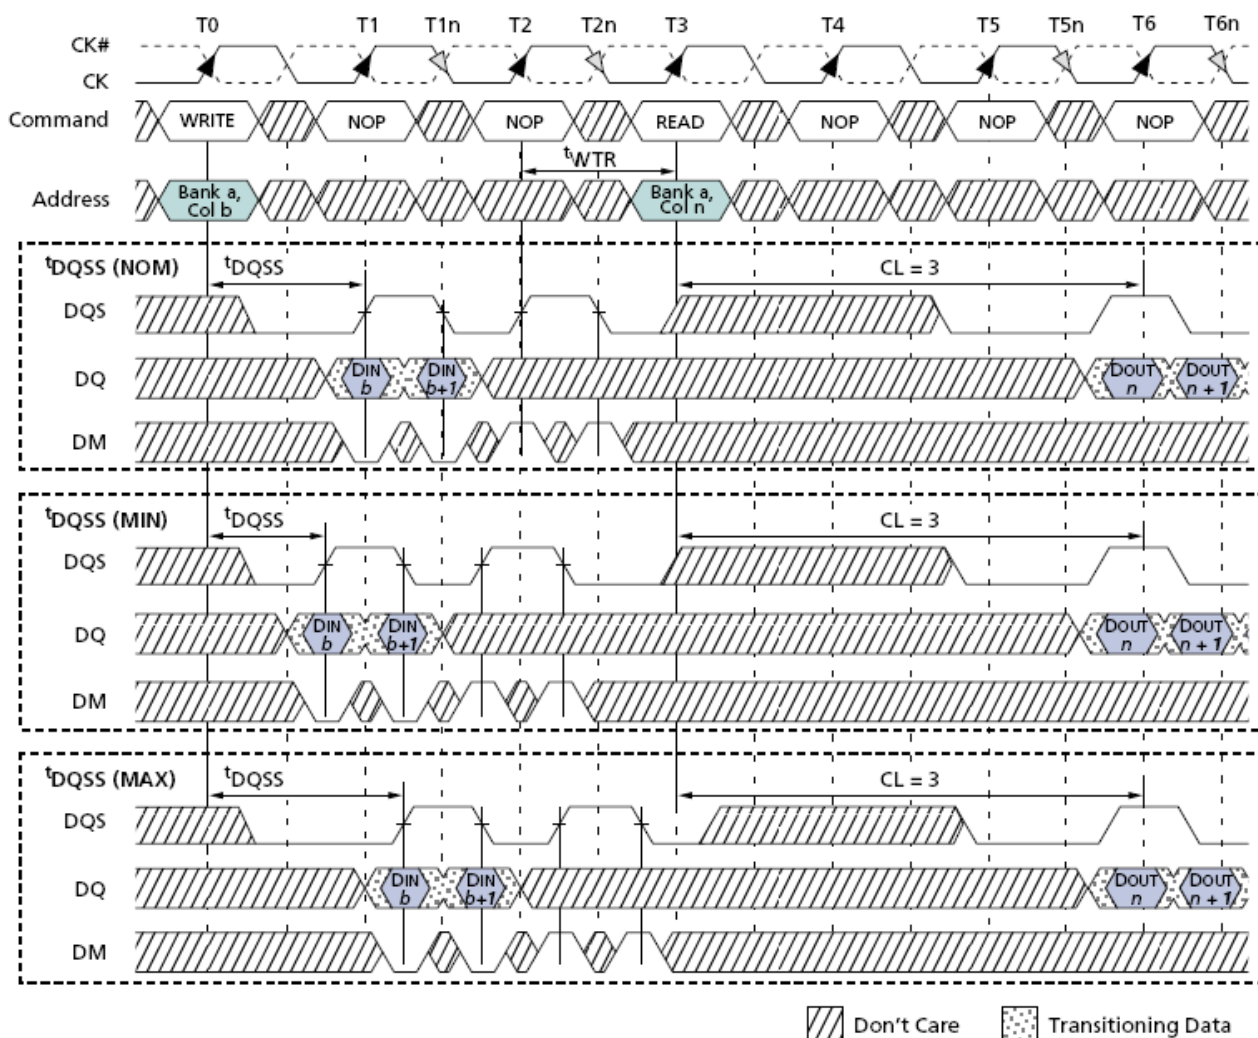 T0 T1 T1n T2 T2n T3 T4 T5 T5n T6 T6n
CK#
CK
Command WRITE NOP NOP READ NOP NOP NOP
tWTR
Address Bank a, Col b Bank a, Col n
tDQSS (NOM) tDQSS CL = 3
DQS
DQ DIN b DIN b+1 DOUT n DOUT n + 1
DM
tDQSS (MIN) tDQSS CL = 3
DQS
DQ DIN b DIN b+1 DOUT n DOUT n + 1
DM
tDQSS (MAX) tDQSS CL = 3
DQS
DQ DIN b DIN b+1 DOUT n DOUT n + 1
DM
Don't Care Transitioning Data